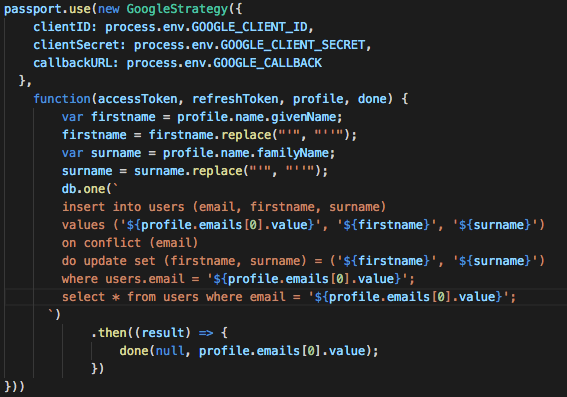 passport.use(new GoogleStrategy({
    clientID: process.env.GOOGLE_CLIENT_ID,
    clientSecret: process.env.GOOGLE_CLIENT_SECRET,
    callbackURL: process.env.GOOGLE_CALLBACK
  },
    function(accessToken, refreshToken, profile, done) {
        var firstname = profile.name.givenName;
        firstname = firstname.replace("'", "''");
        var surname = profile.name.familyName;
        surname = surname.replace("'", "''");
        db.one(`
        insert into users (email, firstname, surname)
        values ('${profile.emails[0].value}', '${firstname}', '${surname}')
        on conflict (email)
        do update set (firstname, surname) = ('${firstname}', '${surname}')
        where users.email = '${profile.emails[0].value}';
        select * from users where email = '${profile.emails[0].value}';
      `)
            .then((result) => {
                done(null, profile.emails[0].value);
            })
}))